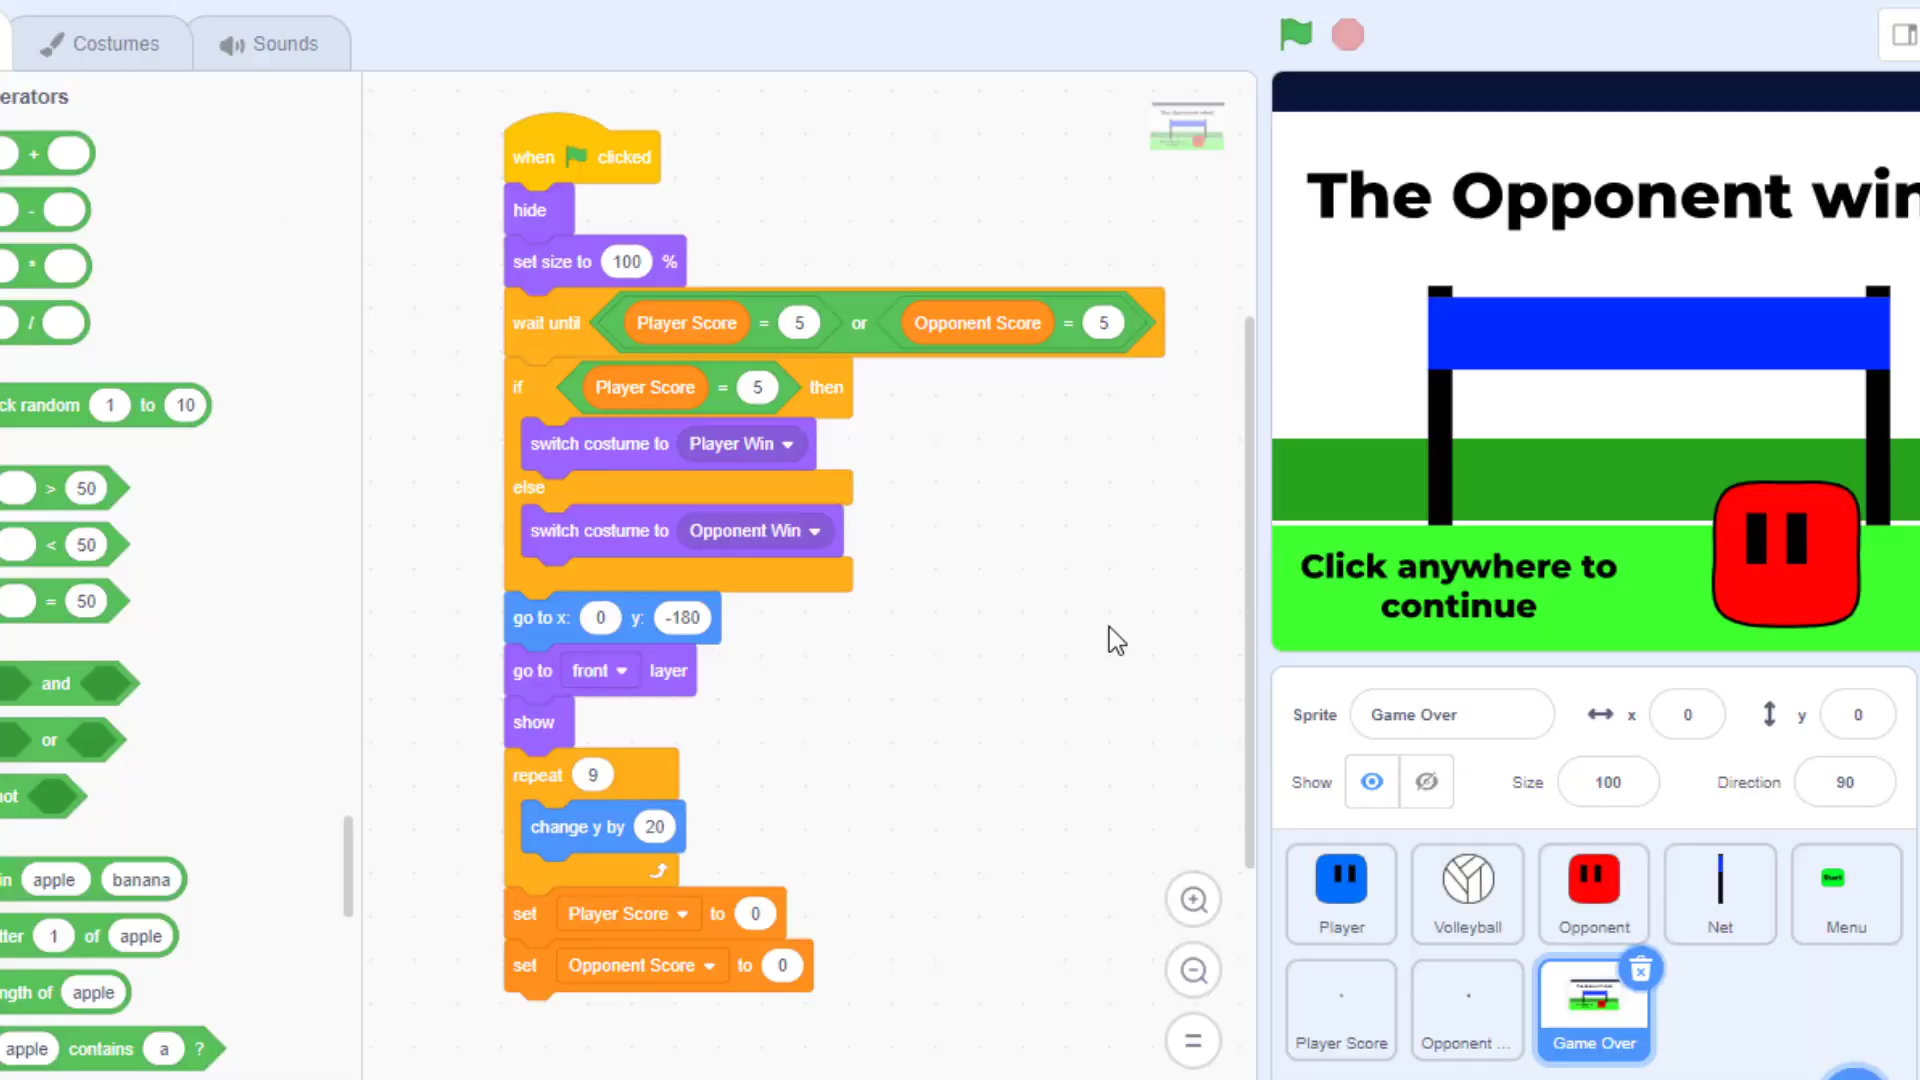 Costumes
Sounds
erators
+
-
*
/
ck random 1 to 10
> 50
< 50
= 50
and
or
not
in apple banana
tter 1 of apple
ngth of apple
apple contains a ?
when clicked
hide
set size to 100 %
wait until Player Score = 5 or Opponent Score = 5
if Player Score = 5 then
switch costume to Player Win
else
switch costume to Opponent Win
go to x: 0 y: -180
go to front layer
show
repeat 9
change y by 20
set Player Score to 0
set Opponent Score to 0
The Opponent win
Click anywhere to
continue
Sprite Game Over x 0 y 0
Show Size 100 Direction 90
Start
Player Volleyball Opponent Net Menu
Player Score Opponent ... Game Over